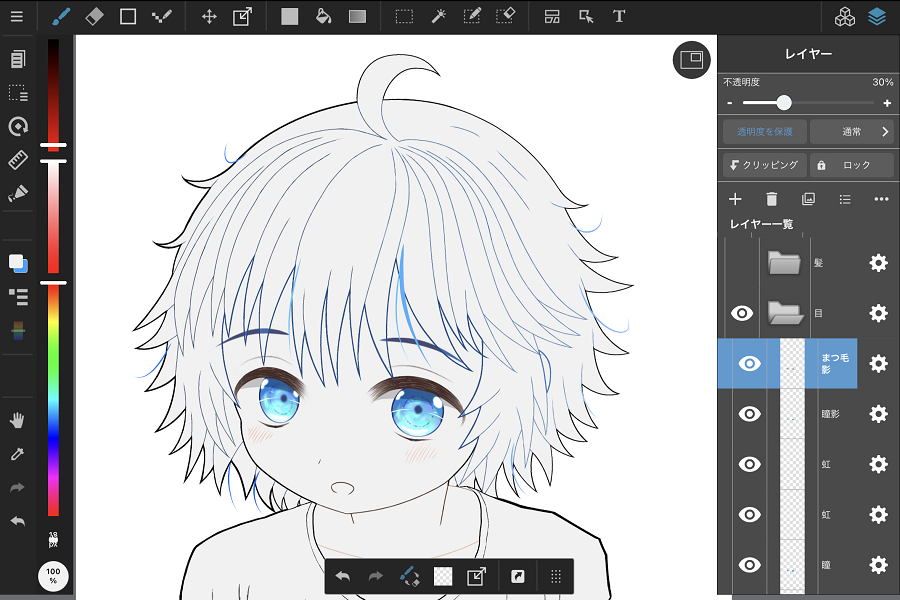 T
レイヤー
不透明度 30%
- +
透明度を保護 通常
クリッピング ロック
レイヤー一覧
髪
目
まつ毛
影
瞳影
虹
虹
瞳
px
100
%